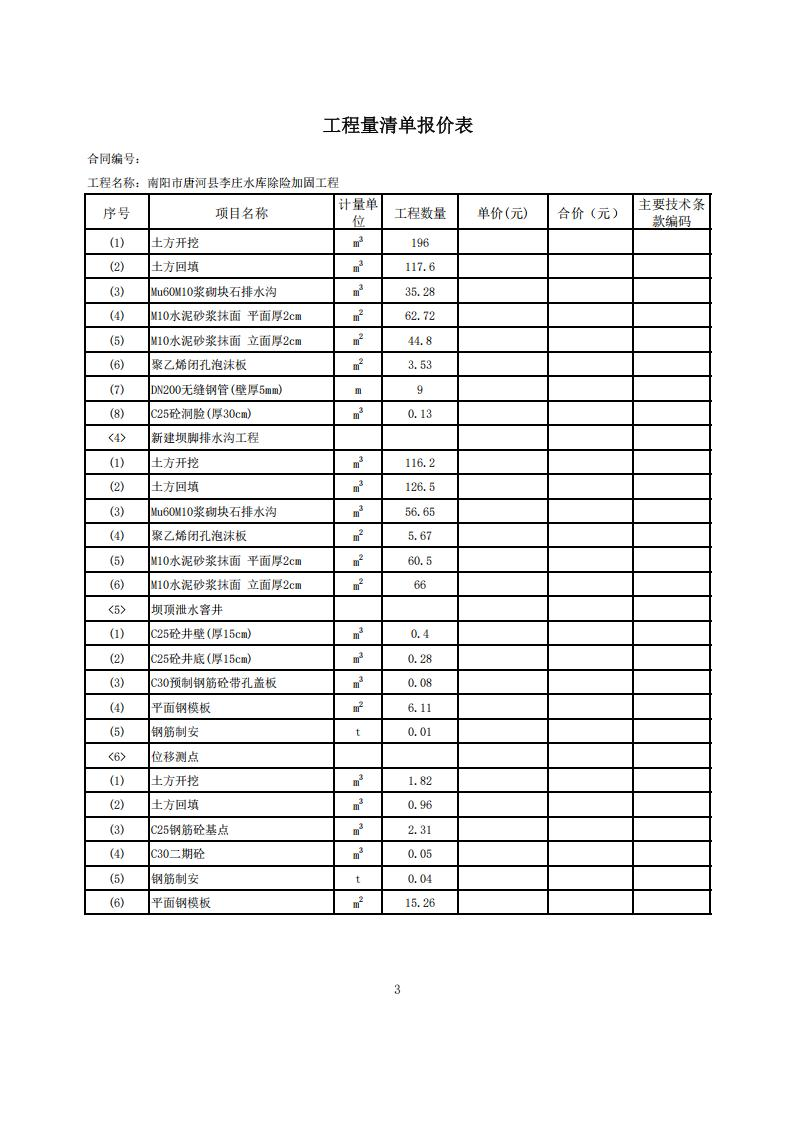 工程量清单报价表
合同编号：
工程名称：南阳市唐河县李庄水库除险加固工程
序号 项目名称 计量单位 工程数量 单价(元) 合价（元） 主要技术条款编码
(1) 土方开挖 m³ 196
(2) 土方回填 m³ 117.6
(3) Mu60M10浆砌块石排水沟 m³ 35.28
(4) M10水泥砂浆抹面 平面厚2cm m² 62.72
(5) M10水泥砂浆抹面 立面厚2cm m² 44.8
(6) 聚乙烯闭孔泡沫板 m² 3.53
(7) DN200无缝钢管(壁厚5mm) m 9
(8) C25砼洞脸(厚30cm) m³ 0.13
<4> 新建坝脚排水沟工程
(1) 土方开挖 m³ 116.2
(2) 土方回填 m³ 126.5
(3) Mu60M10浆砌块石排水沟 m³ 56.65
(4) 聚乙烯闭孔泡沫板 m² 5.67
(5) M10水泥砂浆抹面 平面厚2cm m² 60.5
(6) M10水泥砂浆抹面 立面厚2cm m² 66
<5> 坝顶泄水窨井
(1) C25砼井壁(厚15cm) m³ 0.4
(2) C25砼井底(厚15cm) m³ 0.28
(3) C30预制钢筋砼带孔盖板 m³ 0.08
(4) 平面钢模板 m² 6.11
(5) 钢筋制安 t 0.01
<6> 位移测点
(1) 土方开挖 m³ 1.82
(2) 土方回填 m³ 0.96
(3) C25钢筋砼基点 m³ 2.31
(4) C30二期砼 m³ 0.05
(5) 钢筋制安 t 0.04
(6) 平面钢模板 m² 15.26
3